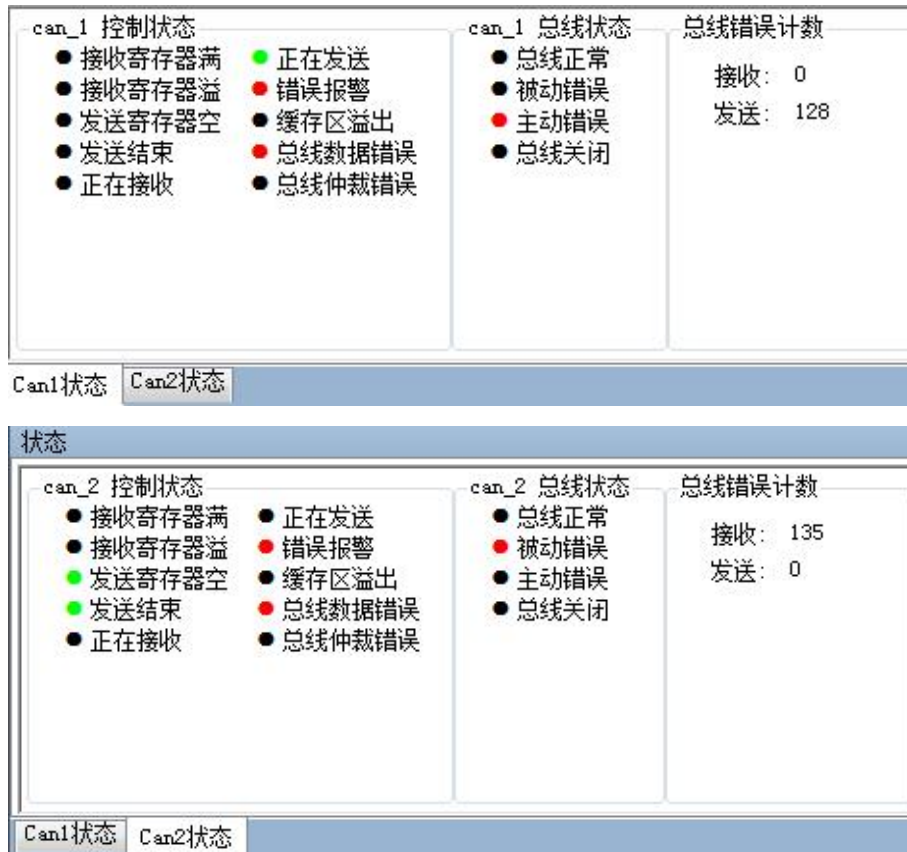 can_1 控制状态 can_1 总线状态 总线错误计数
接收寄存器满 正在发送 总线正常 接收: 0
接收寄存器溢 错误报警 被动错误 发送: 128
发送寄存器空 缓存区溢出 主动错误
发送结束 总线数据错误 总线关闭
正在接收 总线仲裁错误
Can1状态 Can2状态
状态
can_2 控制状态 can_2 总线状态 总线错误计数
接收寄存器满 正在发送 总线正常 接收: 135
接收寄存器溢 错误报警 被动错误 发送: 0
发送寄存器空 缓存区溢出 主动错误
发送结束 总线数据错误 总线关闭
正在接收 总线仲裁错误
Can1状态 Can2状态